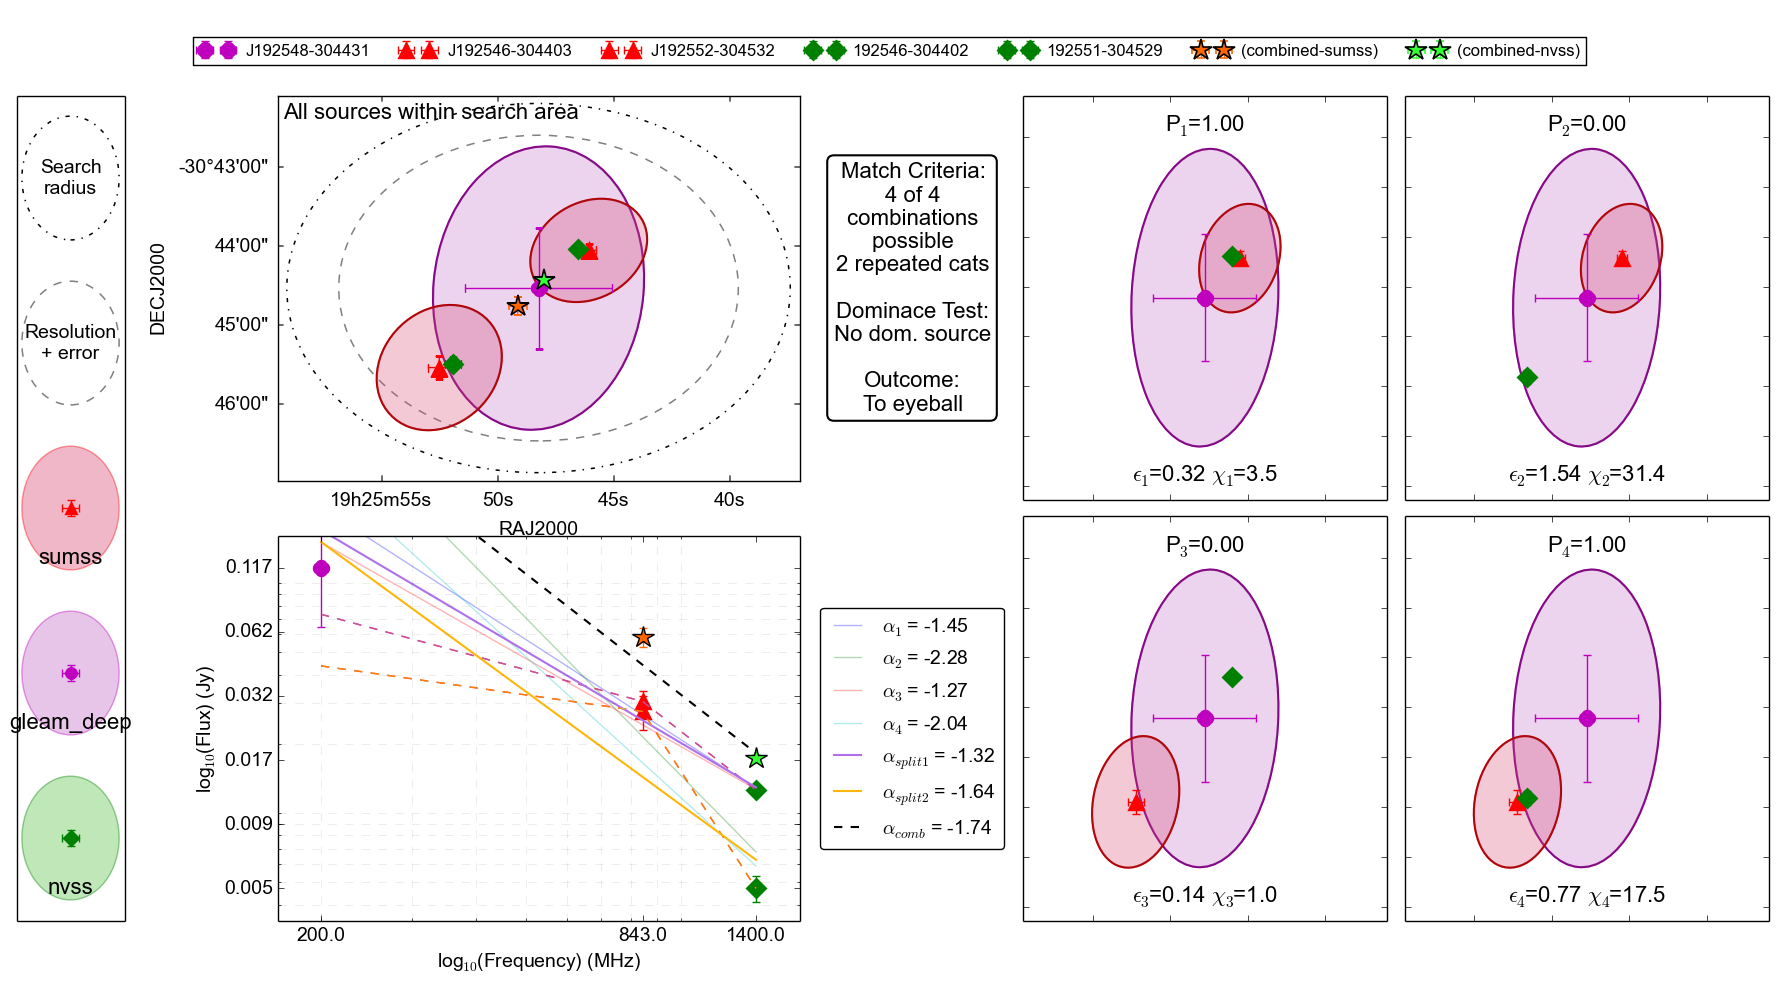 J192548-304431 J192546-304403 J192552-304532 192546-304402 192551-304529 (combined-sumss) (combined-nvss)
Search
radius
Resolution
+ error
sumss
gleam_deep
nvss
All sources within search area
DECJ2000
-30°43'00"
44'00"
45'00"
46'00"
19h25m55s 50s 45s 40s
RAJ2000
Match Criteria:
4 of 4
combinations
possible
2 repeated cats
Dominace Test:
No dom. source
Outcome:
To eyeball
P1=1.00
ϵ1=0.32 χ1=3.5
P2=0.00
ϵ2=1.54 χ2=31.4
P3=0.00
ϵ3=0.14 χ3=1.0
P4=1.00
ϵ4=0.77 χ4=17.5
log10(Flux) (Jy)
0.117
0.062
0.032
0.017
0.009
0.005
200.0 843.0 1400.0
log10(Frequency) (MHz)
α1 = -1.45
α2 = -2.28
α3 = -1.27
α4 = -2.04
αsplit1 = -1.32
αsplit2 = -1.64
αcomb = -1.74